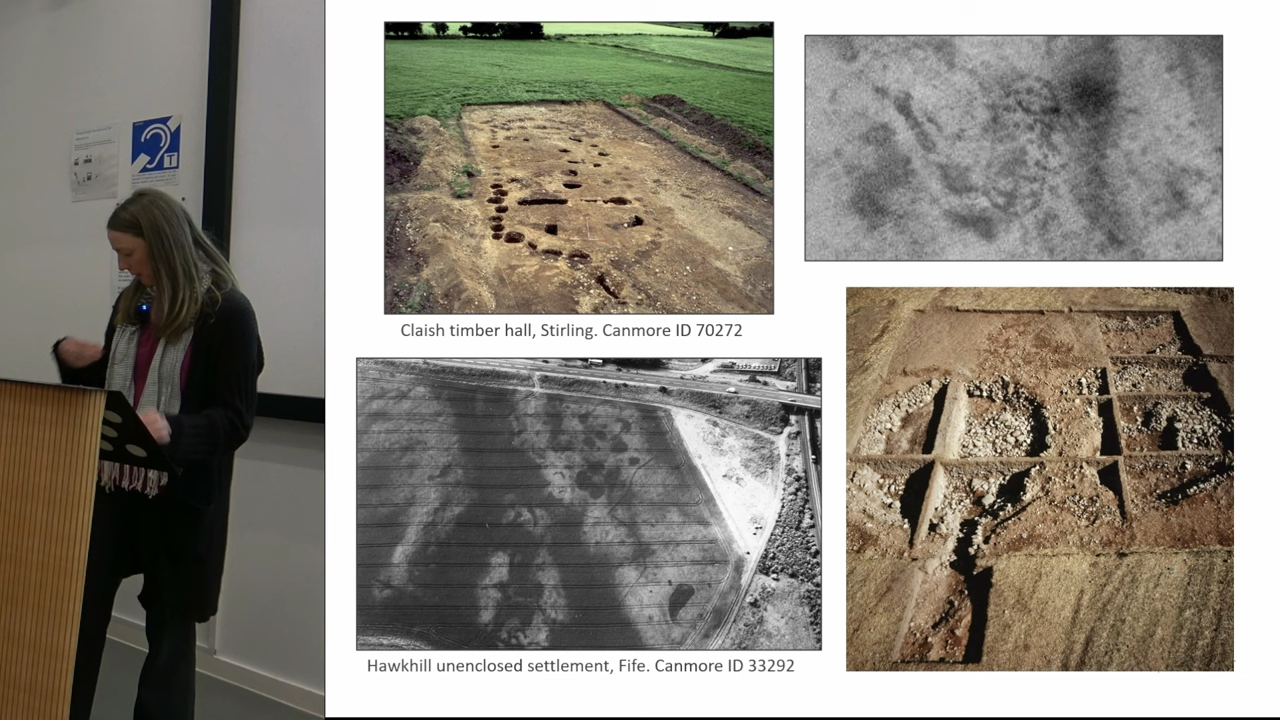 T
Claish timber hall, Stirling. Canmore ID 70272
Hawkhill unenclosed settlement, Fife. Canmore ID 33292